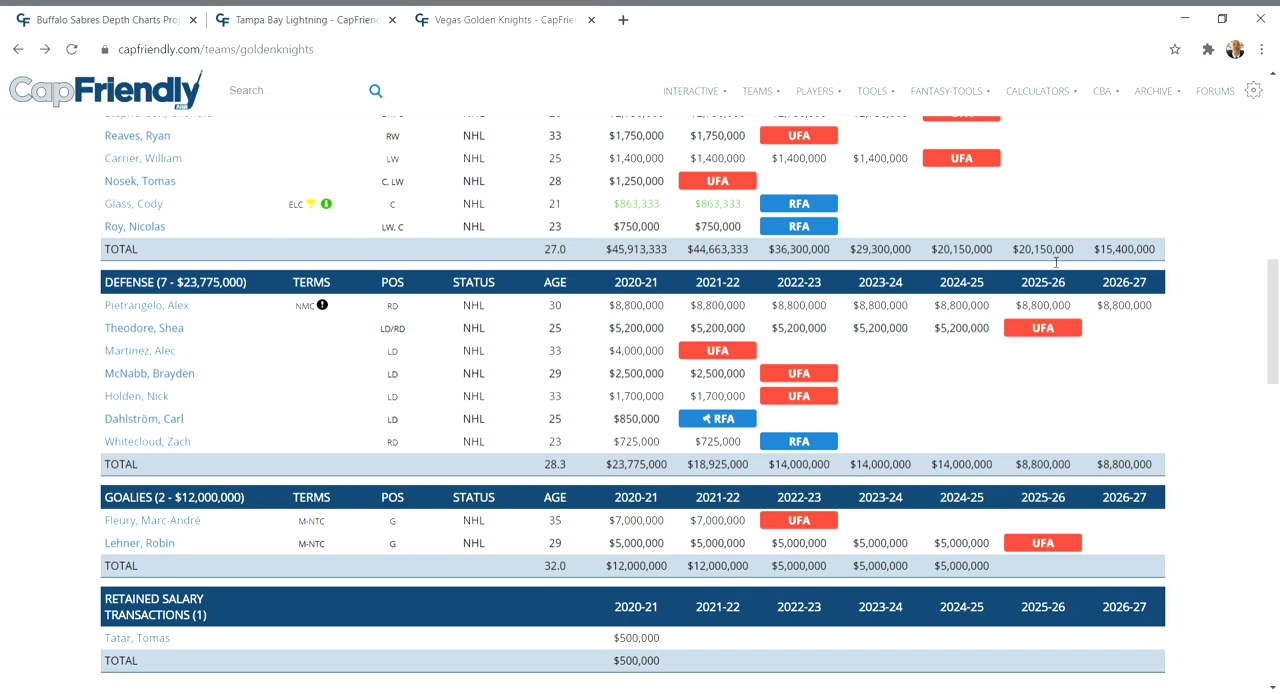 Buffalo Sabres Depth Charts Proj Tampa Bay Lightning - CapFriend Vegas Golden Knights - CapFrie
capfriendly.com/teams/goldenknights
CapFriendly Search... INTERACTIVE TEAMS PLAYERS TOOLS FANTASY-TOOLS CALCULATORS CBA ARCHIVE FORUMS
Reaves, Ryan RW NHL 33 $1,750,000 $1,750,000 UFA
Carrier, William LW NHL 25 $1,400,000 $1,400,000 $1,400,000 $1,400,000 UFA
Nosek, Tomas C, LW NHL 28 $1,250,000 UFA
Glass, Cody ELC C NHL 21 $863,333 $863,333 RFA
Roy, Nicolas LW, C NHL 23 $750,000 $750,000 RFA
TOTAL 27.0 $45,913,333 $44,663,333 $36,300,000 $29,300,000 $20,150,000 $20,150,000 $15,400,000
DEFENSE (7 - $23,775,000) TERMS POS STATUS AGE 2020-21 2021-22 2022-23 2023-24 2024-25 2025-26 2026-27
Pietrangelo, Alex NMC RD NHL 30 $8,800,000 $8,800,000 $8,800,000 $8,800,000 $8,800,000 $8,800,000 $8,800,000
Theodore, Shea LD/RD NHL 25 $5,200,000 $5,200,000 $5,200,000 $5,200,000 $5,200,000 UFA
Martinez, Alec LD NHL 33 $4,000,000 UFA
McNabb, Brayden LD NHL 29 $2,500,000 $2,500,000 UFA
Holden, Nick LD NHL 33 $1,700,000 $1,700,000 UFA
Dahlström, Carl LD NHL 25 $850,000 RFA
Whitecloud, Zach RD NHL 23 $725,000 $725,000 RFA
TOTAL 28.3 $23,775,000 $18,925,000 $14,000,000 $14,000,000 $14,000,000 $8,800,000 $8,800,000
GOALIES (2 - $12,000,000) TERMS POS STATUS AGE 2020-21 2021-22 2022-23 2023-24 2024-25 2025-26 2026-27
Fleury, Marc-André M-NTC G NHL 35 $7,000,000 $7,000,000 UFA
Lehner, Robin M-NTC G NHL 29 $5,000,000 $5,000,000 $5,000,000 $5,000,000 $5,000,000 UFA
TOTAL 32.0 $12,000,000 $12,000,000 $5,000,000 $5,000,000 $5,000,000
RETAINED SALARY
TRANSACTIONS (1) 2020-21 2021-22 2022-23 2023-24 2024-25 2025-26 2026-27
Tatar, Tomas $500,000
TOTAL $500,000